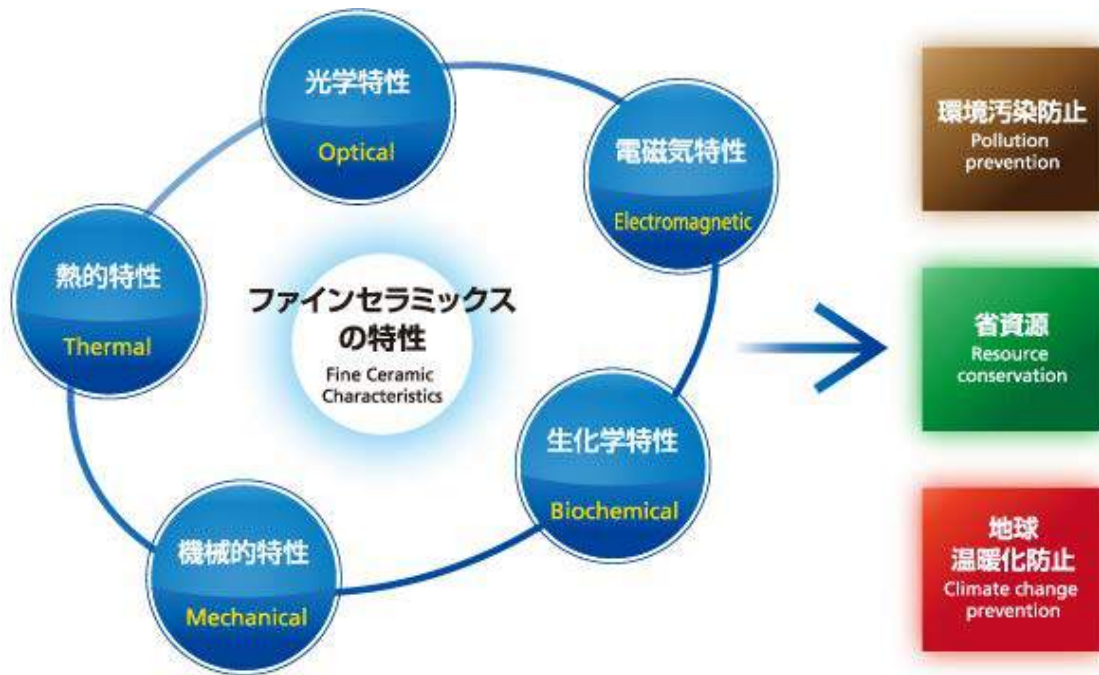 光学特性
Optical
電磁気特性
Electromagnetic
熱的特性
Thermal
ファインセラミックス
の特性
Fine Ceramic
Characteristics
生化学特性
Biochemical
機械的特性
Mechanical
環境汚染防止
Pollution
prevention
省資源
Resource
conservation
地球
温暖化防止
Climate change
prevention